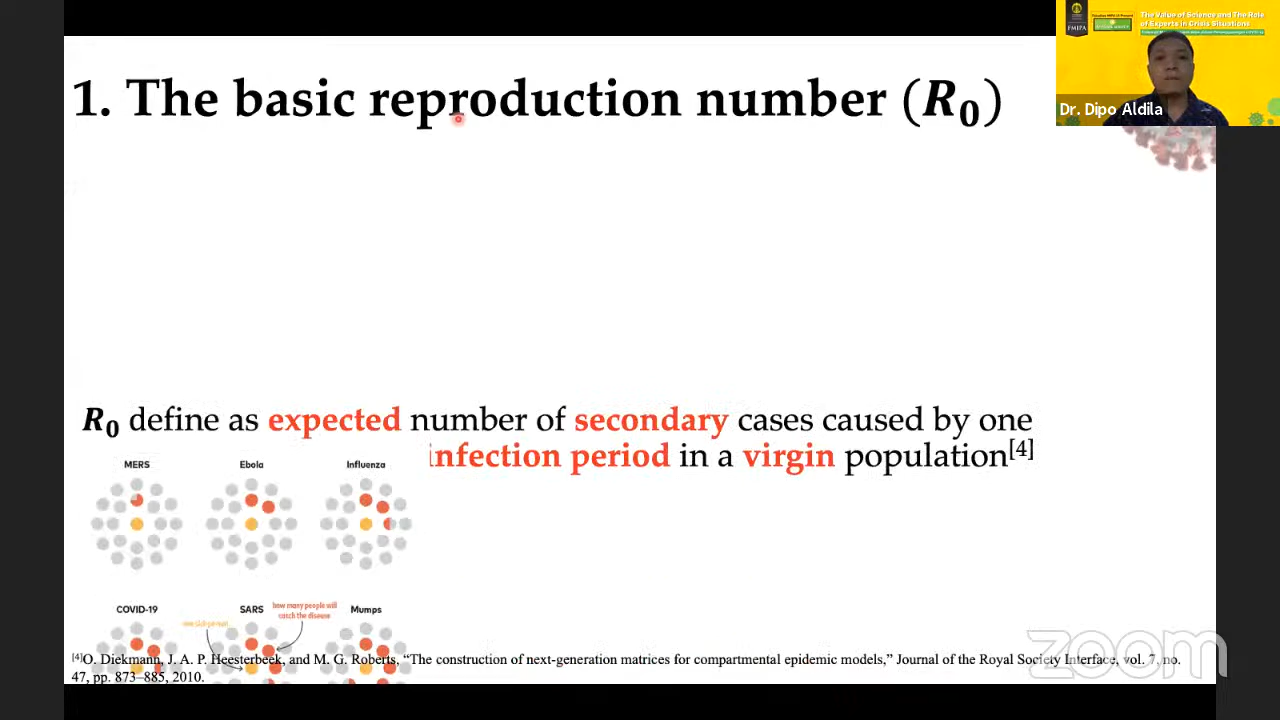 The Value of Science and The Role
of Experts in Crisis Situations
FMIPA
Dr. Dipo Aldila
1. The basic reproduction number (R0)
R0 define as expected number of secondary cases caused by one
infection period in a virgin population[4]
MERS
Ebola
Influenza
COVID-19
SARS
Mumps
how many people will
catch the disease
[4]O. Diekmann, J. A. P. Heesterbeek, and M. G. Roberts, “The construction of next-generation matrices for compartmental epidemic models,” Journal of the Royal Society Interface, vol. 7, no.
47, pp. 873–885, 2010.
zoom